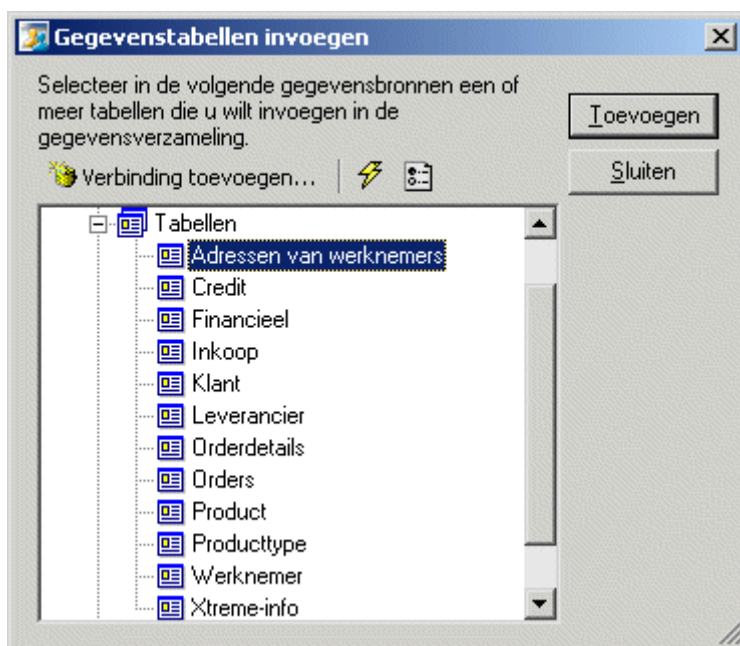 Gegevenstabellen invoegen
Selecteer in de volgende gegevensbronnen een of
meer tabellen die u wilt invoegen in de
gegevensverzameling.
Toevoegen
Sluiten
Verbinding toevoegen...
Tabellen
Adressen van werknemers
Credit
Financieel
Inkoop
Klant
Leverancier
Orderdetails
Orders
Product
Producttype
Werknemer
Xtreme-info